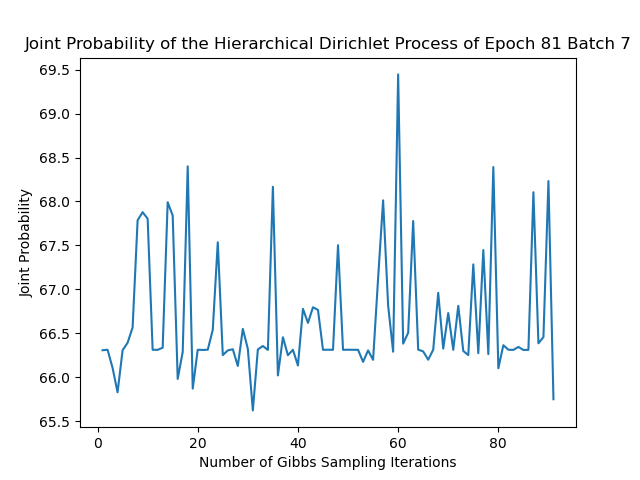 Joint Probability of the Hierarchical Dirichlet Process of Epoch 81 Batch 7
69.5
69.0
68.5
68.0
67.5
67.0
66.5
66.0
65.5
Joint Probability
0 20 40 60 80
Number of Gibbs Sampling Iterations